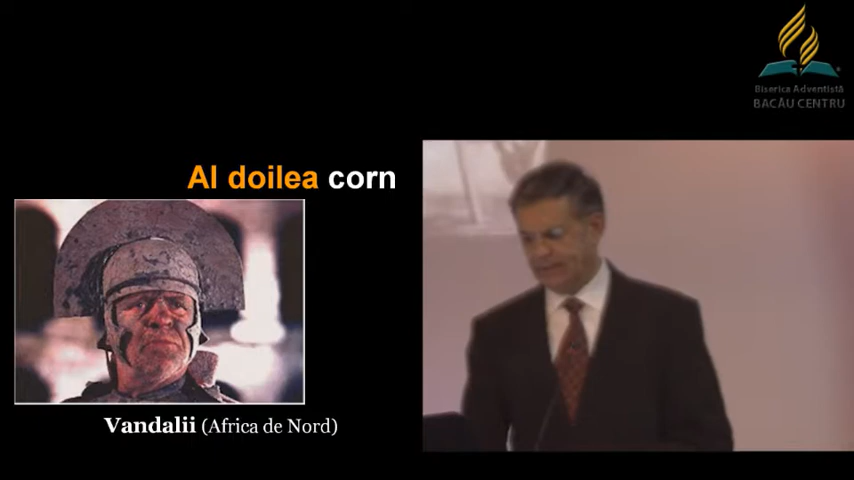 Biserica Adventistă
BACĂU CENTRU
Al doilea corn
Vandalii (Africa de Nord)